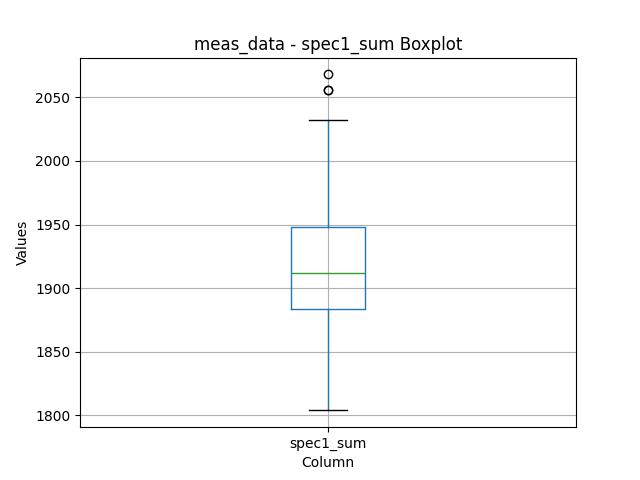 meas_data - spec1_sum Boxplot
2050
2000
1950
1900
1850
1800
Values
spec1_sum
Column